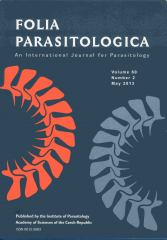 FOLIA
PARASITOLOGICA
An International Journal for Parasitology
Volume 60
Number 2
May 2013
Published by the Institute of Parasitology
Academy of Sciences of the Czech Republic